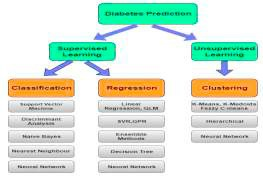 Diabetes Prediction
Supervised
Learning
Unsupervised
Learning
Classification
Regression
Clustering
Support Vector
Machine
Discriminant
Analysis
Naive Bayes
Nearest Neighbour
Neural Network
Linear
Regression, GLM
SVR,GPR
Ensemble
Methods
Decision Tree
Neural Network
K-Means, K-Medoids
Fuzzy C-means
Hierarchical
Neural Network